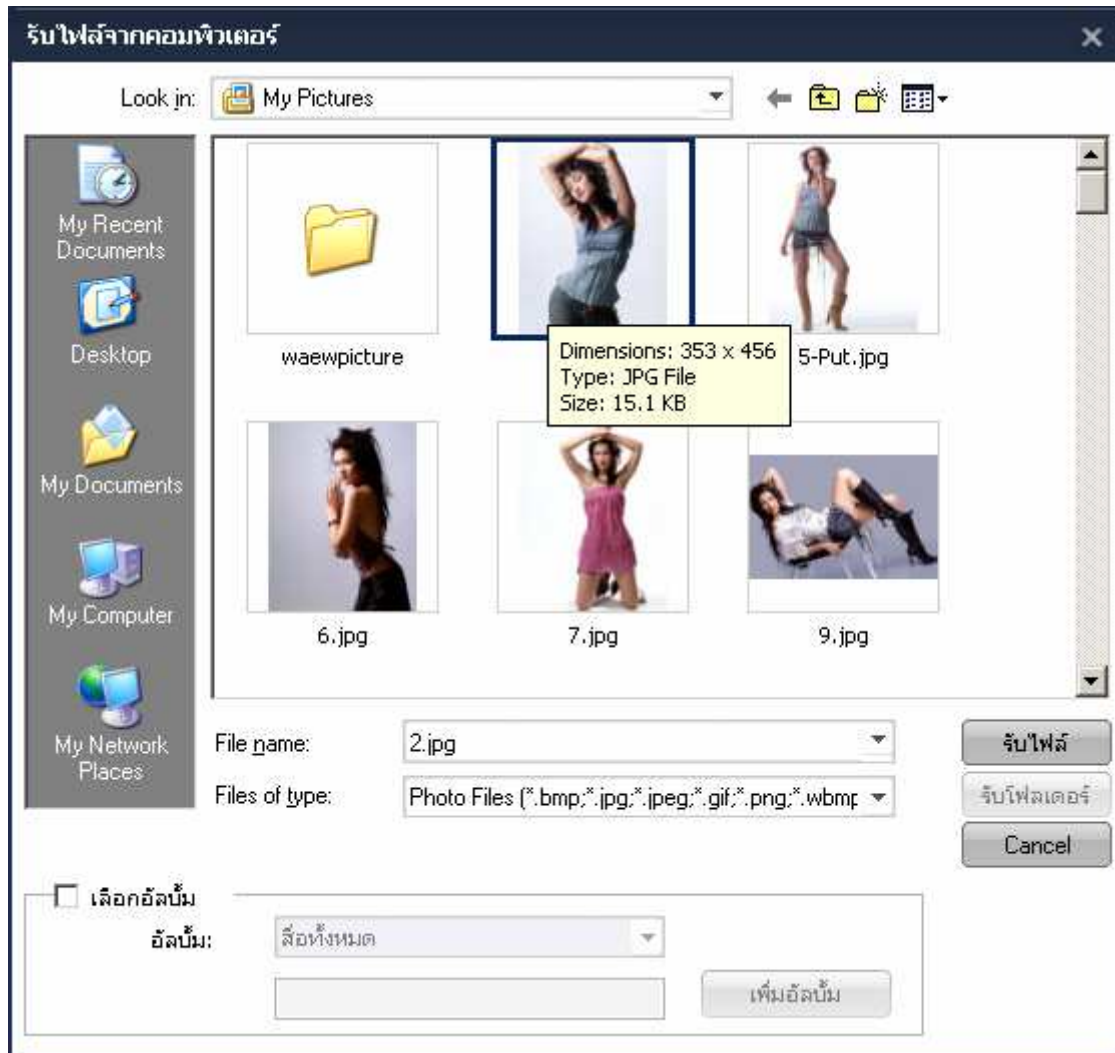 รับไฟล์จากคอมพิวเตอร์
Look in:
My Pictures
My Recent
Documents
Desktop
My Documents
My Computer
My Network
Places
waewpicture
5-Put.jpg
Dimensions: 353 x 456
Type: JPG File
Size: 15.1 KB
6.jpg
7.jpg
9.jpg
File name:
2.jpg
รับไฟล์
Files of type:
Photo Files (*.bmp;*.jpg;*.jpeg;*.gif;*.png;*.wbmp
รับโฟลเดอร์
Cancel
เลือกอัลบั้ม
อัลบั้ม:
สื่อทั้งหมด
เพิ่มอัลบั้ม